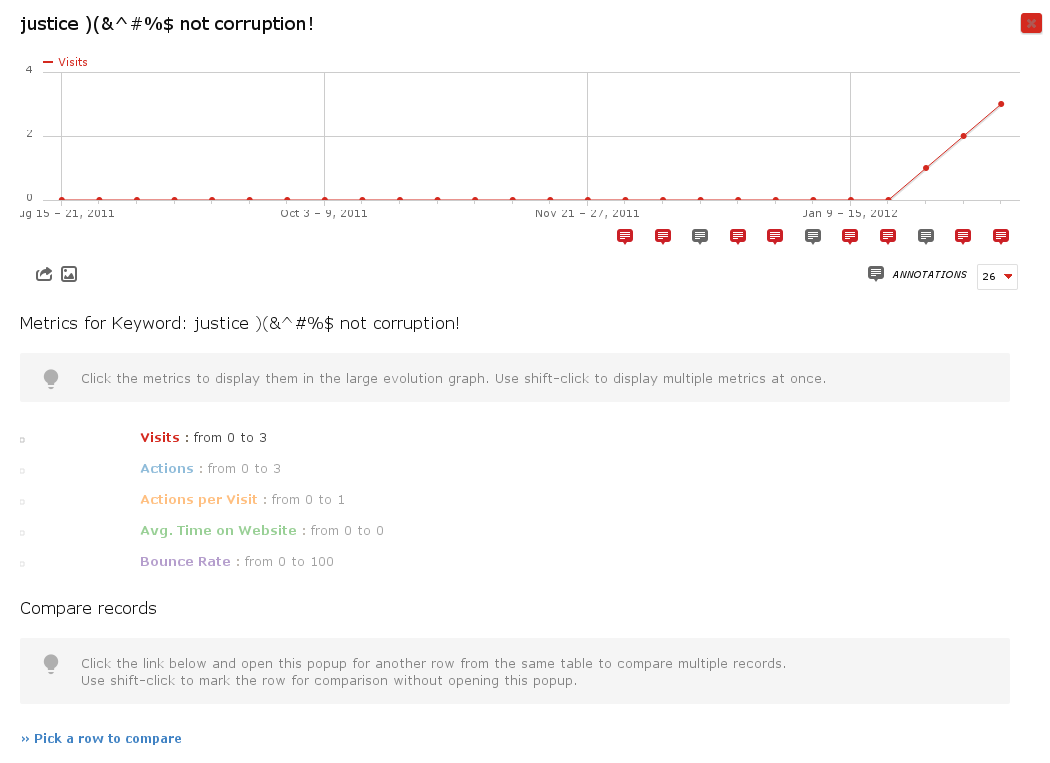 justice )(&^#%$ not corruption!
Visits
4
2
0
ug 15 – 21, 2011
Oct 3 – 9, 2011
Nov 21 – 27, 2011
Jan 9 – 15, 2012
ANNOTATIONS
26
Metrics for Keyword: justice )(&^#%$ not corruption!
Click the metrics to display them in the large evolution graph. Use shift-click to display multiple metrics at once.
Visits : from 0 to 3
Actions : from 0 to 3
Actions per Visit : from 0 to 1
Avg. Time on Website : from 0 to 0
Bounce Rate : from 0 to 100
Compare records
Click the link below and open this popup for another row from the same table to compare multiple records.
Use shift-click to mark the row for comparison without opening this popup.
» Pick a row to compare